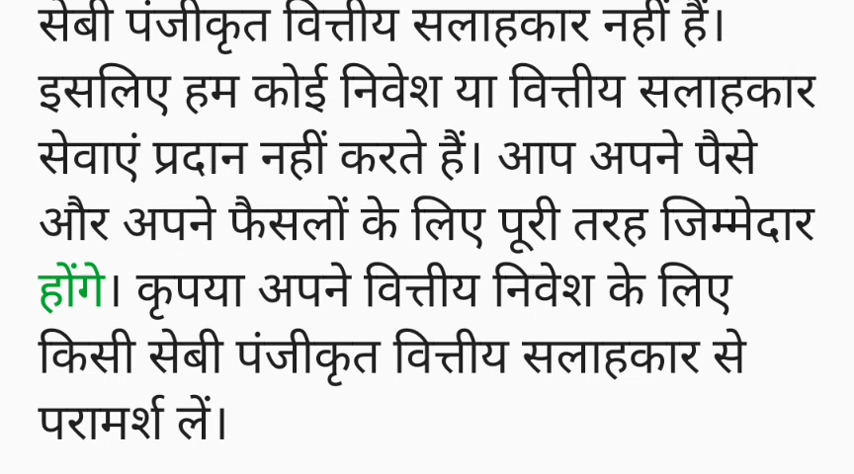 सेबी पंजीकृत वित्तीय सलाहकार नहीं हैं।
इसलिए हम कोई निवेश या वित्तीय सलाहकार
सेवाएं प्रदान नहीं करते हैं। आप अपने पैसे
और अपने फैसलों के लिए पूरी तरह जिम्मेदार
होंगे। कृपया अपने वित्तीय निवेश के लिए
किसी सेबी पंजीकृत वित्तीय सलाहकार से
परामर्श लें।